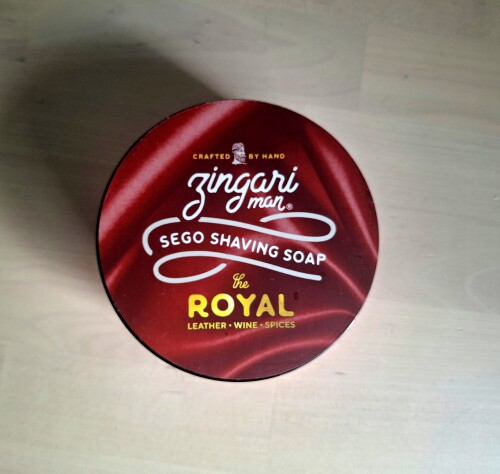 CRAFTED BY HAND
zingari
man®
SEGO SHAVING SOAP
the
ROYAL
LEATHER • WINE • SPICES